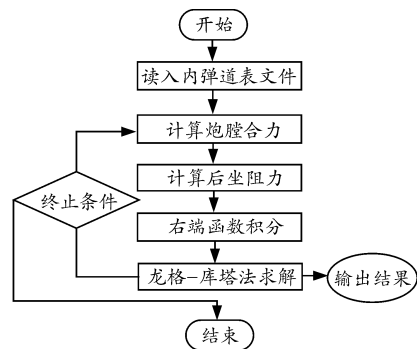 开始
读入内弹道表文件
计算炮膛合力
计算后坐阻力
终止条件
右端函数积分
龙格-库塔法求解
输出结果
结束